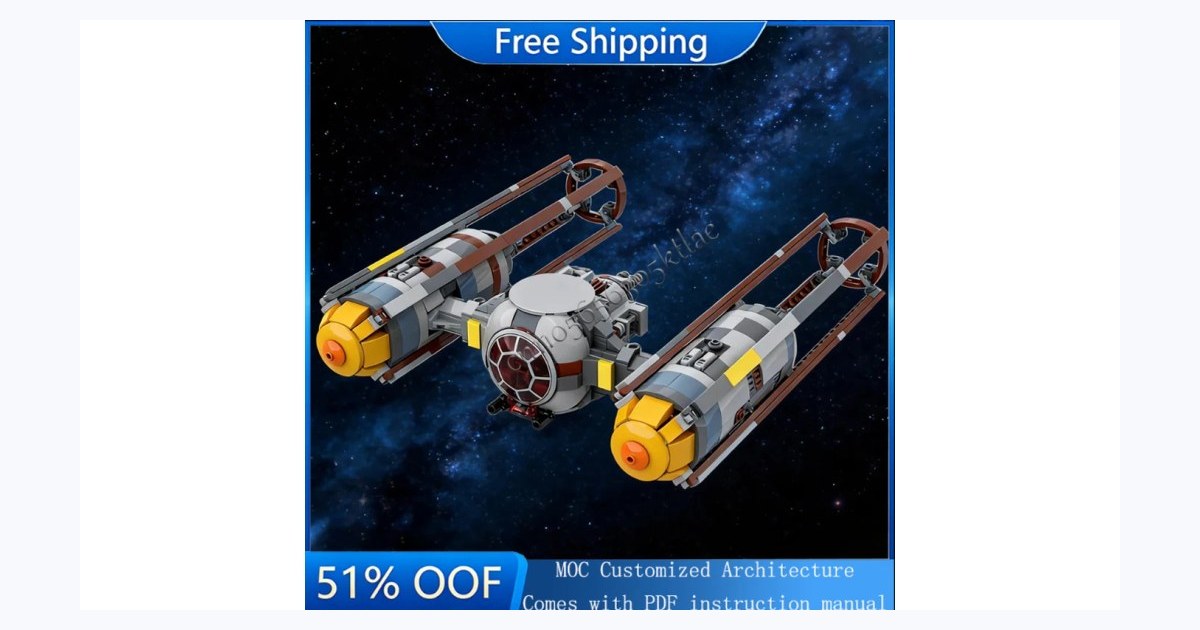 Free Shipping
51% OOF
MOC Customized Architecture
Comes with PDF instruction manual